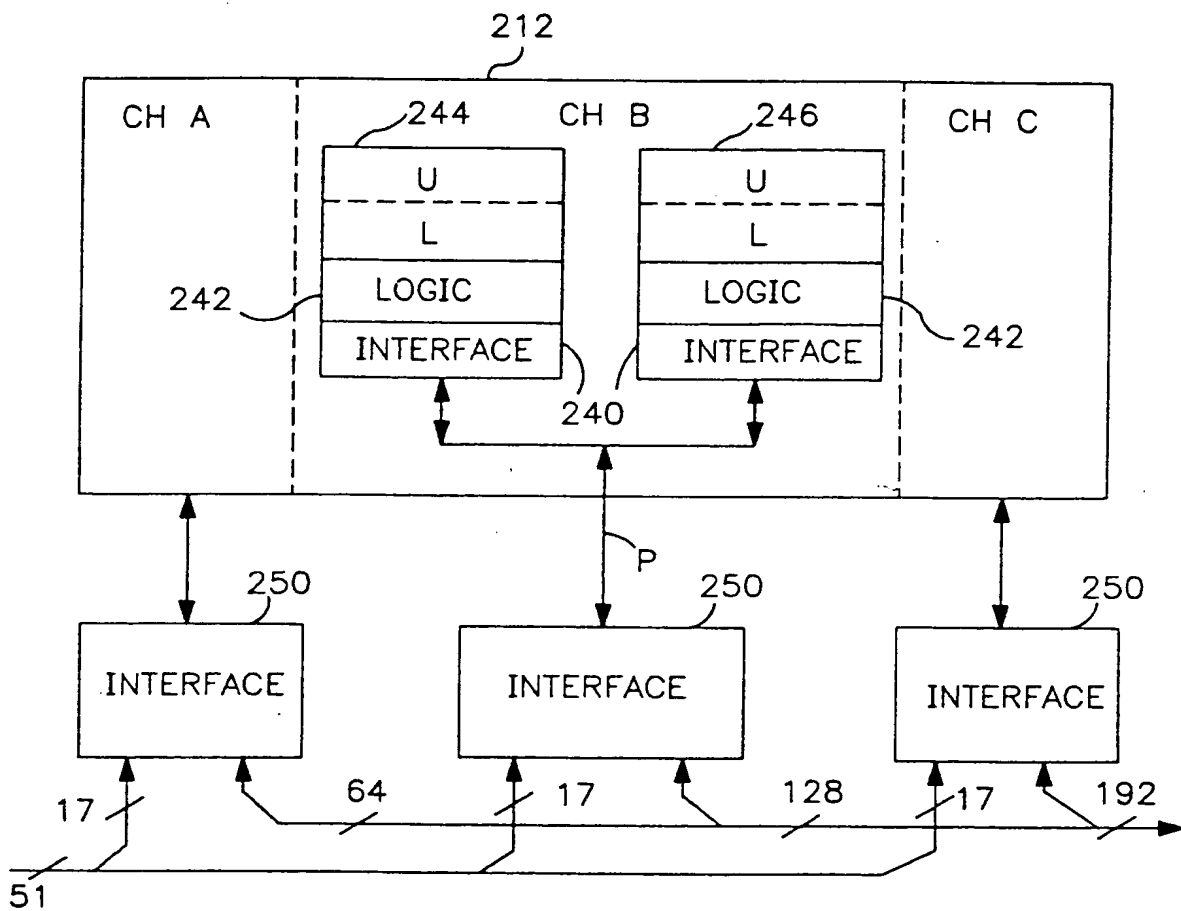 212
CH A
244
CH B
246
CH C
U
U
L
L
242
LOGIC
LOGIC
242
INTERFACE
INTERFACE
240
P
250
250
250
INTERFACE
INTERFACE
INTERFACE
17
64
17
128
17
192
51